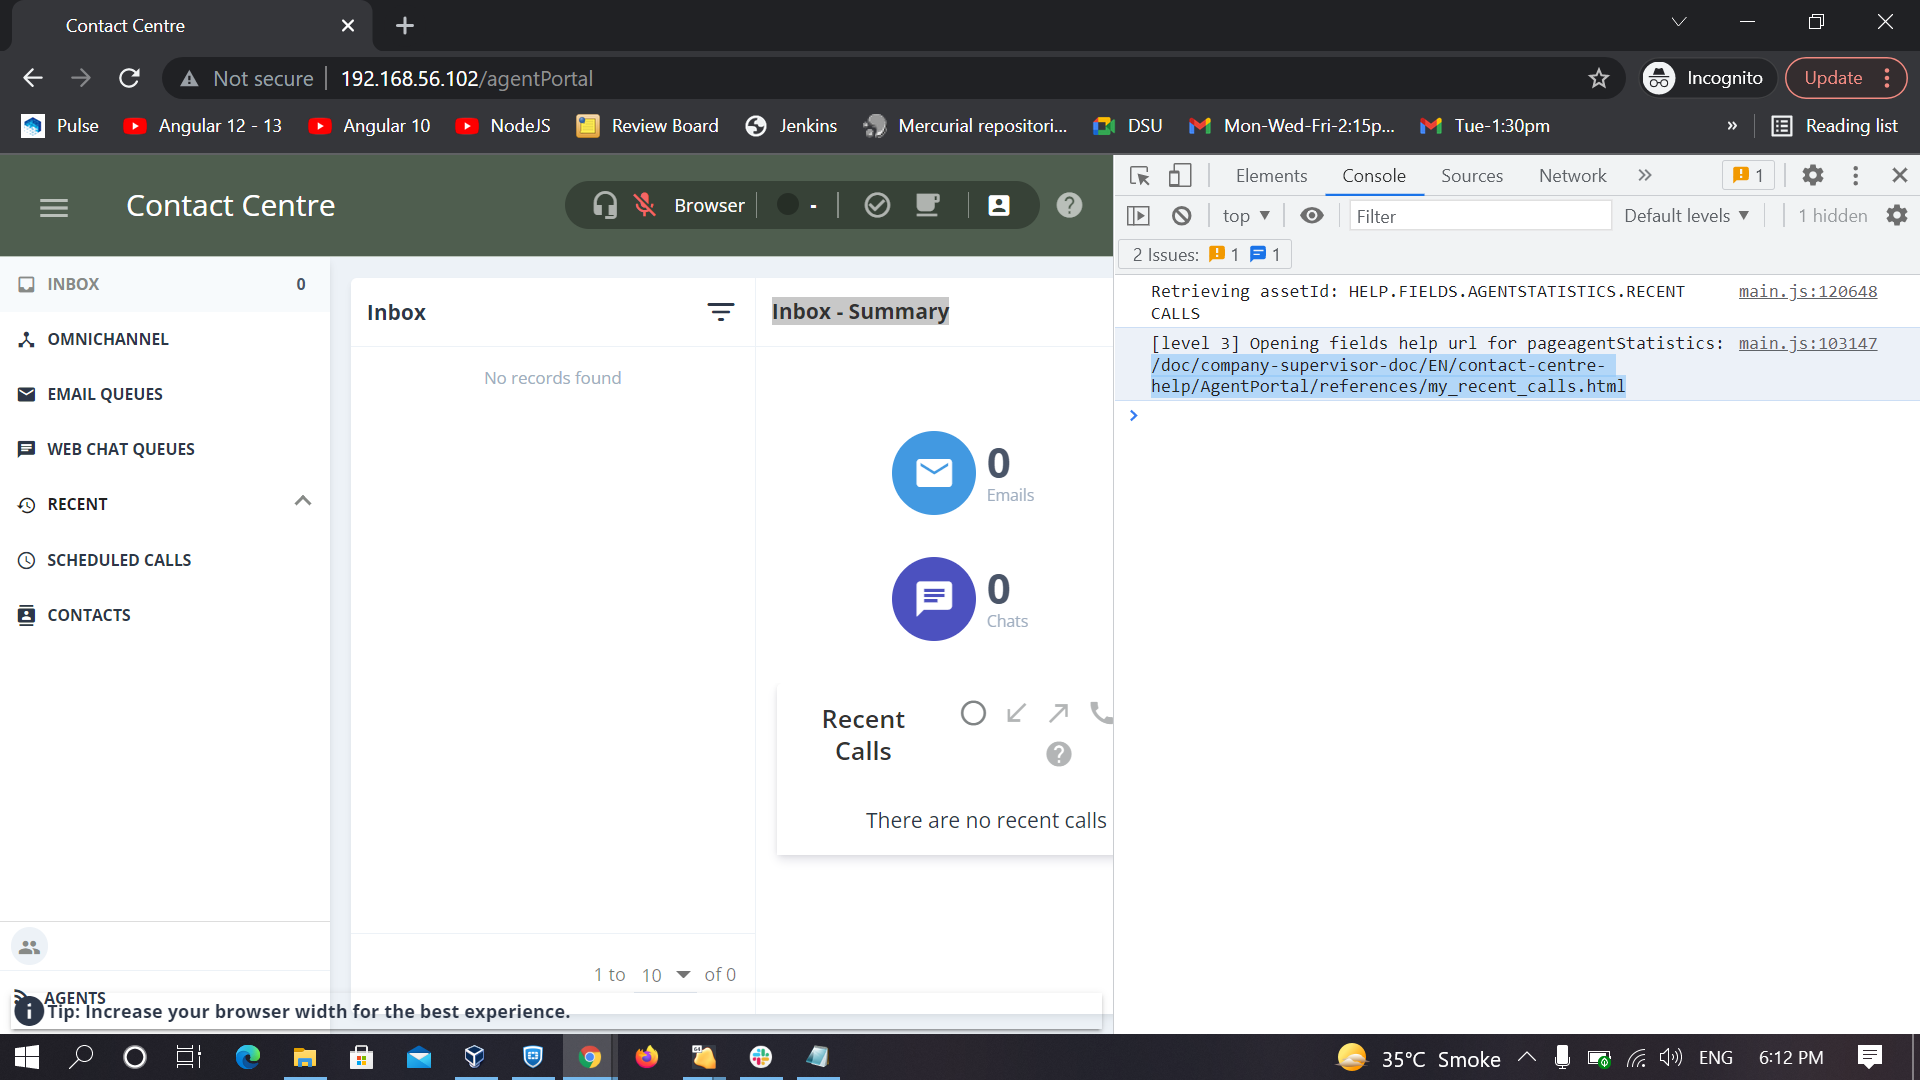 Contact Centre
Not secure
192.168.56.102/agentPortal
Incognito
Update
Pulse
Angular 12 - 13
Angular 10
NodeJS
Review Board
Jenkins
Mercurial repositori...
DSU
Mon-Wed-Fri-2:15p...
Tue-1:30pm
»
Reading list
Contact Centre
Browser
-
INBOX
0
OMNICHANNEL
EMAIL QUEUES
WEB CHAT QUEUES
RECENT
SCHEDULED CALLS
CONTACTS
AGENTS
Tip: Increase your browser width for the best experience.
Inbox
No records found
1 to 10 of 0
Inbox - Summary
0
Emails
0
Chats
Recent
Calls
There are no recent calls
Elements
Console
Sources
Network
»
1
top
Filter
Default levels
1 hidden
2 Issues: 1 1
Retrieving assetId: HELP.FIELDS.AGENTSTATISTICS.RECENT main.js:120648
CALLS
[level 3] Opening fields help url for pageagentStatistics: main.js:103147
/doc/company-supervisor-doc/EN/contact-centre-
help/AgentPortal/references/my_recent_calls.html
64
35°C Smoke
ENG
6:12 PM